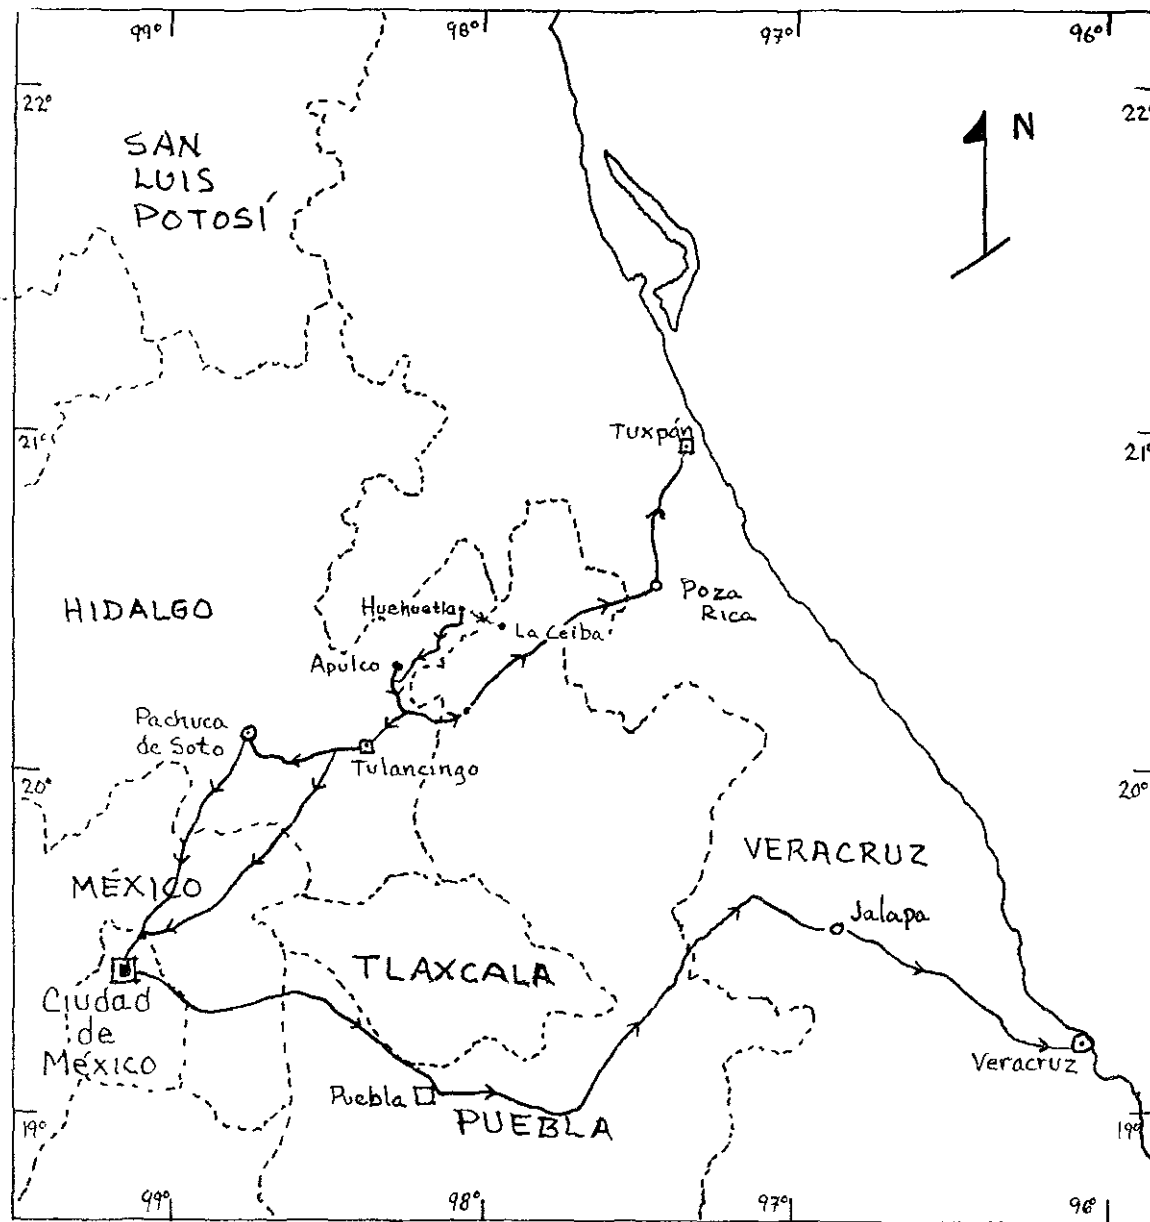 99° 98° 97° 96°
22° 22°
N
SAN
LUIS
POTOSÍ
Tuxpán
21° 21°
HIDALGO
Huehuetla
Poza
Rica
La Ceiba
Apulco
Pachuca
de Soto
Tulancingo
20° 20°
VERACRUZ
MÉXICO
Jalapa
TLAXCALA
Ciudad
de
México
Veracruz
Puebla
PUEBLA
19° 19°
99° 98° 97° 96°